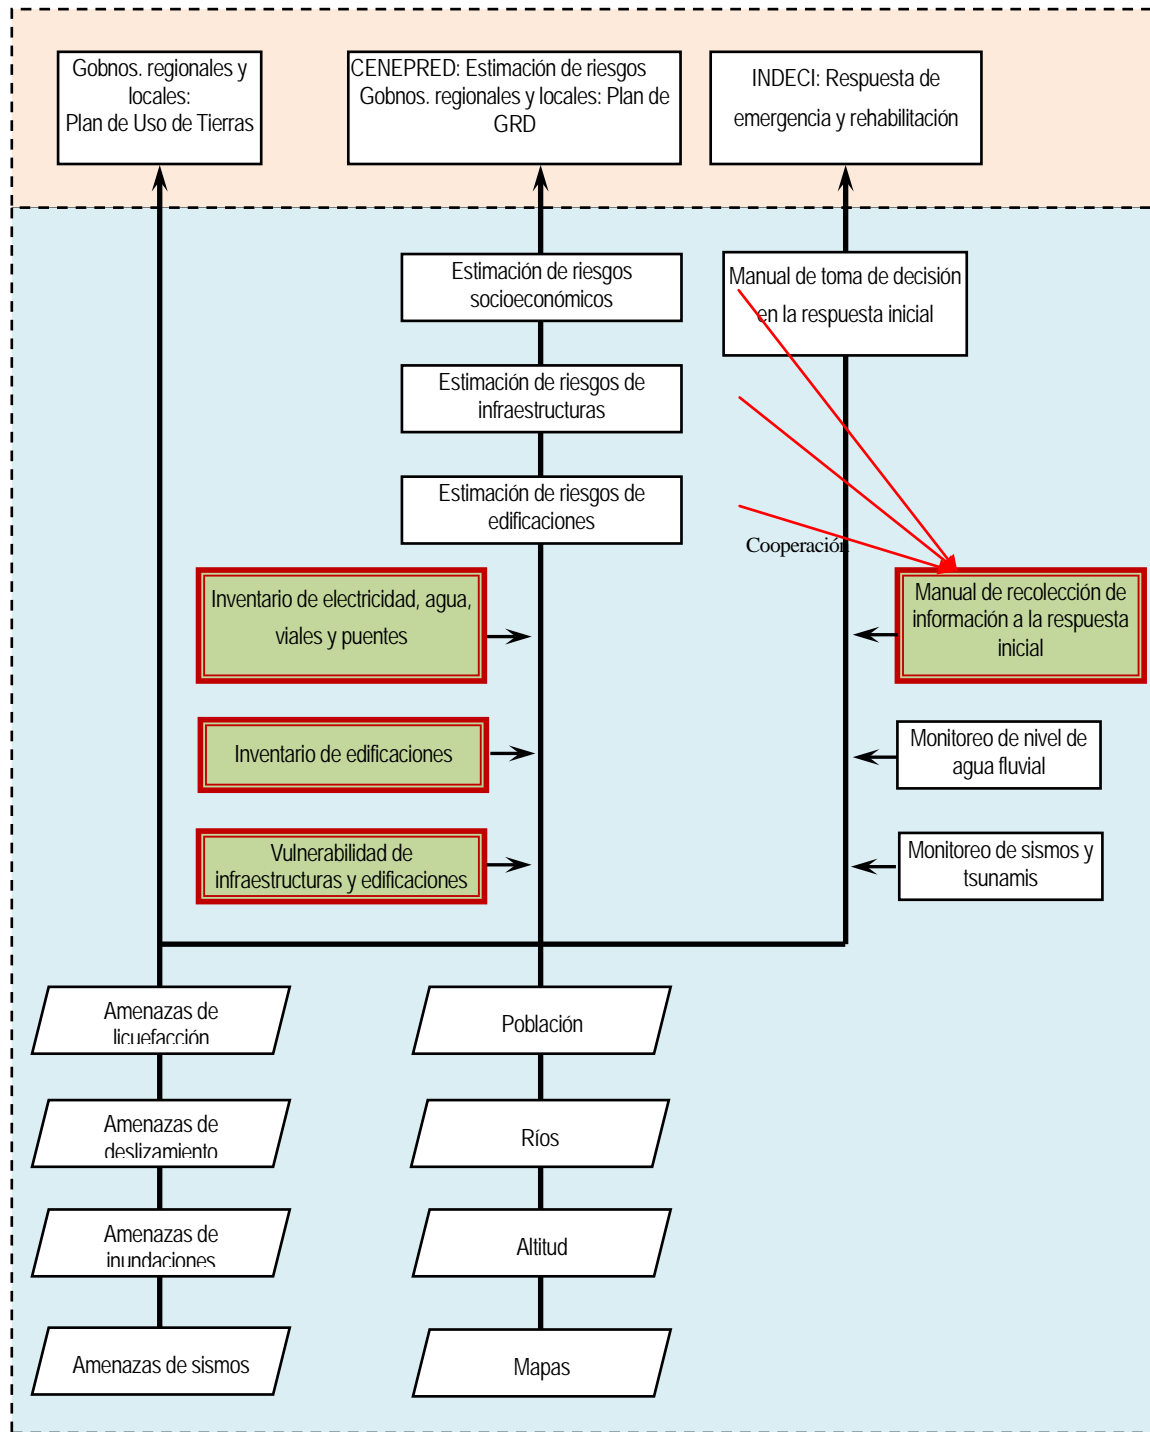 Gobnos. regionales y
locales:
Plan de Uso de Tierras
CENEPRED: Estimación de riesgos
Gobnos. regionales y locales: Plan de
GRD
INDECI: Respuesta de
emergencia y rehabilitación
Estimación de riesgos
socioeconómicos
Manual de toma de decisión
en la respuesta inicial
Estimación de riesgos de
infraestructuras
Estimación de riesgos de
edificaciones
Cooperación
Inventario de electricidad, agua,
viales y puentes
Manual de recolección de
información a la respuesta
inicial
Inventario de edificaciones
Monitoreo de nivel de
agua fluvial
Vulnerabilidad de
infraestructuras y edificaciones
Monitoreo de sismos y
tsunamis
Amenazas de
licuefacción
Población
Amenazas de
deslizamiento
Ríos
Amenazas de
inundaciones
Altitud
Amenazas de sismos
Mapas